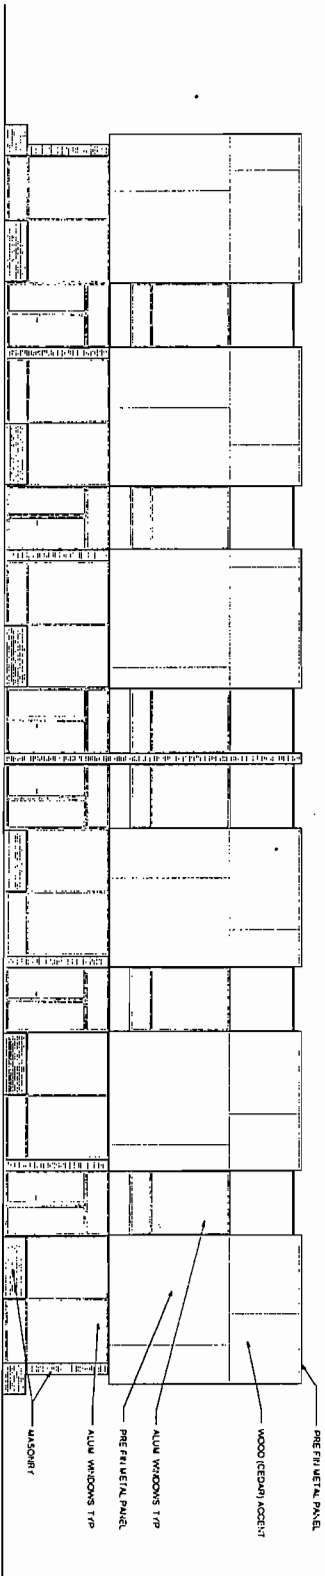 PRE FIN METAL PANEL
WOOD (CEDAR) ACCENT
ALUM WINDOWS TYP
PRE FIN METAL PANEL
ALUM WINDOWS TYP
MASONRY